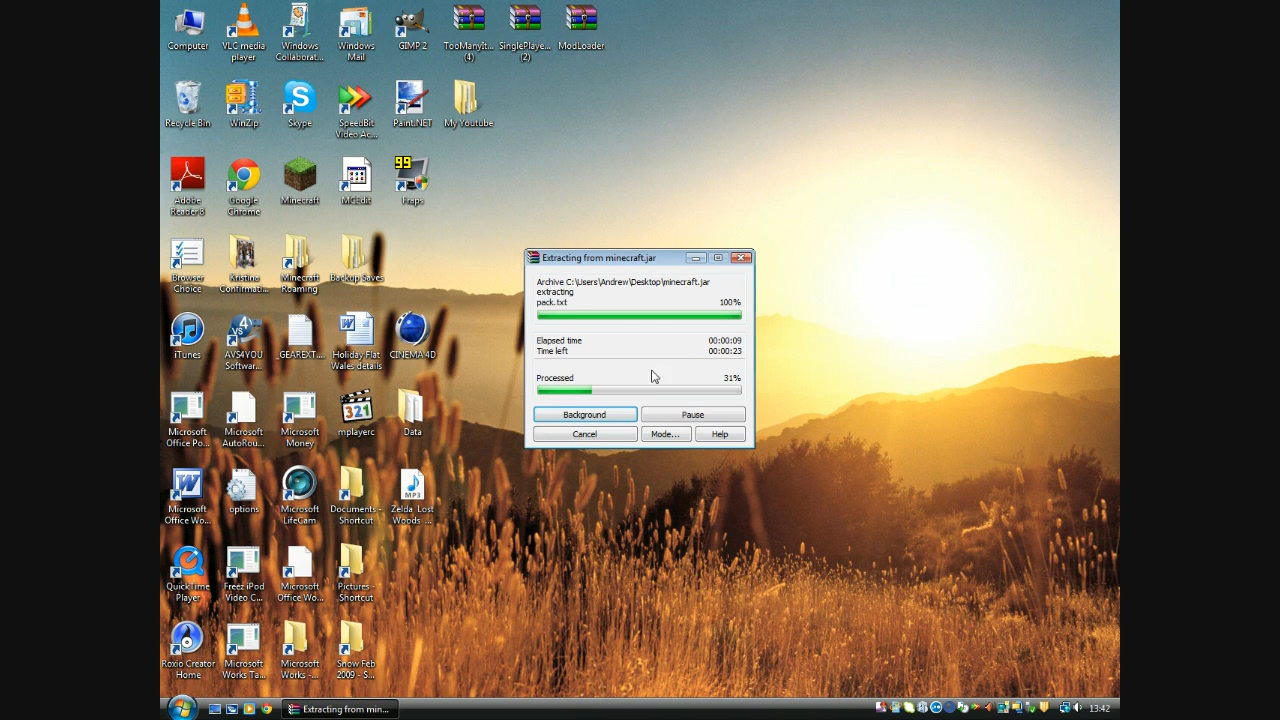 Computer
VLC media
player
Windows
Collaborat...
Windows
Mail
GIMP 2
TooManyIt...
(4)
SinglePlaye...
(2)
ModLoader
Recycle Bin
WinZip
Skype
SpeedBit
Video Ac...
Paint.NET
My Youtube
Adobe
Reader 8
Google
Chrome
Minecraft
MCEdit
99
Fraps
Browser
Choice
Kristina
Confirmati...
Minecraft
Roaming
Backup Saves
iTunes
VS4
AVS4YOU
Softwar...
_GEAREXT...
Holiday Flat
Wales details
CINEMA 4D
Microsoft
Office Po...
Microsoft
AutoRou...
Microsoft
Money
321
mplayerc
Data
Microsoft
Office Wo...
options
Microsoft
LifeCam
Documents -
Shortcut
MP3
Zelda Lost
Woods ...
QuickTime
Player
Freez iPod
Video C...
Microsoft
Office Wo...
Pictures -
Shortcut
Roxio Creator
Home
Microsoft
Works Ta...
Microsoft
Works -...
Snow Feb
2009 - S...
Extracting from minecraft.jar
Archive C:\Users\Andrew\Desktop\minecraft.jar
extracting
pack.txt 100%
Elapsed time 00:00:09
Time left 00:00:23
Processed 31%
Background Pause
Cancel Mode... Help
Extracting from min...
13:42